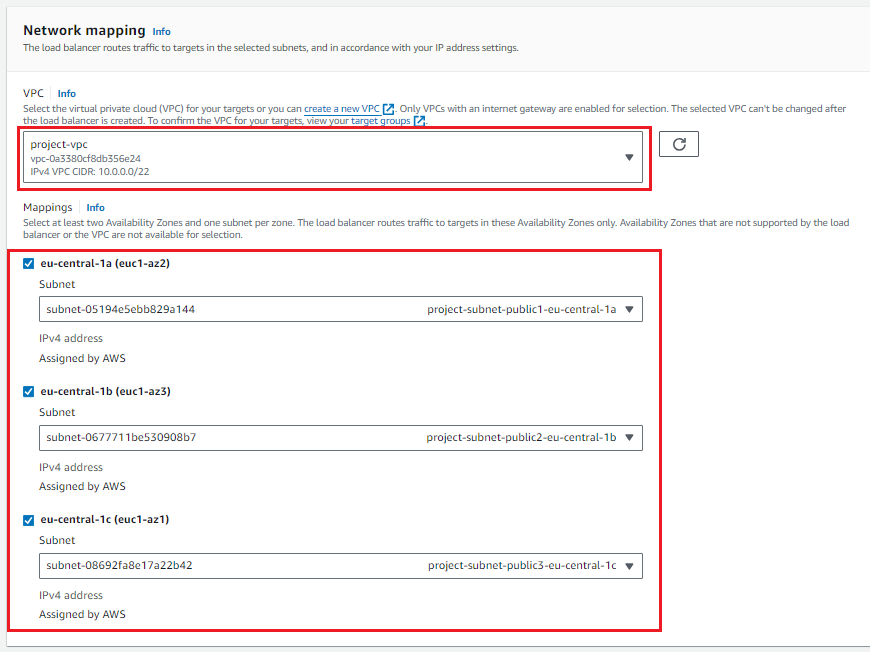 Network mapping Info
The load balancer routes traffic to targets in the selected subnets, and in accordance with your IP address settings.
VPC Info
Select the virtual private cloud (VPC) for your targets or you can create a new VPC. Only VPCs with an internet gateway are enabled for selection. The selected VPC can't be changed after
the load balancer is created. To confirm the VPC for your targets, view your target groups.
project-vpc
vpc-0a3380cf8db356e24
IPv4 VPC CIDR: 10.0.0.0/22
Mappings Info
Select at least two Availability Zones and one subnet per zone. The load balancer routes traffic to targets in these Availability Zones only. Availability Zones that are not supported by the load
balancer or the VPC are not available for selection.
eu-central-1a (euc1-az2)
Subnet
subnet-05194e5ebb829a144 project-subnet-public1-eu-central-1a
IPv4 address
Assigned by AWS
eu-central-1b (euc1-az3)
Subnet
subnet-0677711be530908b7 project-subnet-public2-eu-central-1b
IPv4 address
Assigned by AWS
eu-central-1c (euc1-az1)
Subnet
subnet-08692fa8e17a22b42 project-subnet-public3-eu-central-1c
IPv4 address
Assigned by AWS